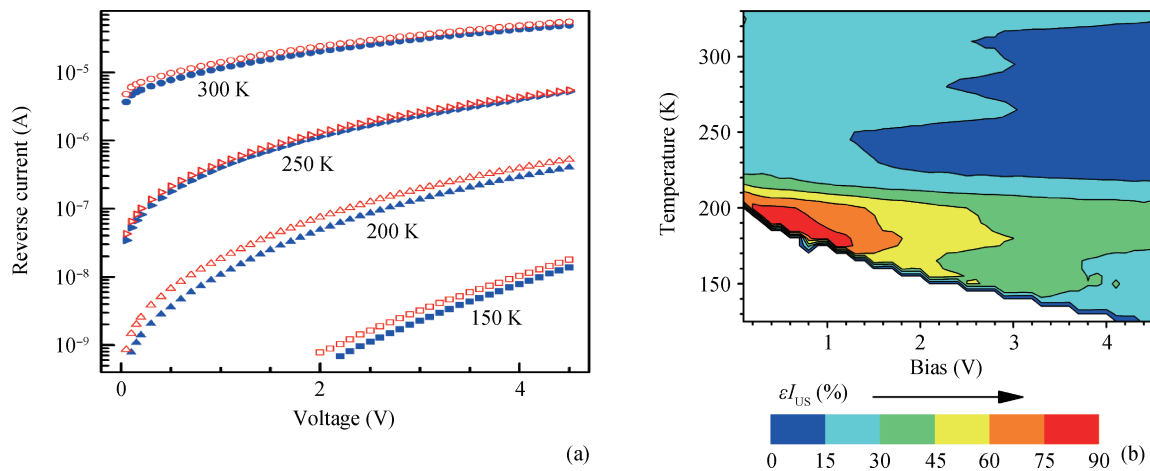 Reverse current (A)
10⁻⁵
10⁻⁶
10⁻⁷
10⁻⁸
10⁻⁹
300 K
250 K
200 K
150 K
0
2
4
Voltage (V)
(a)
Temperature (K)
300
250
200
150
1
2
3
4
Bias (V)
εI_US (%)
0
15
30
45
60
75
90
(b)